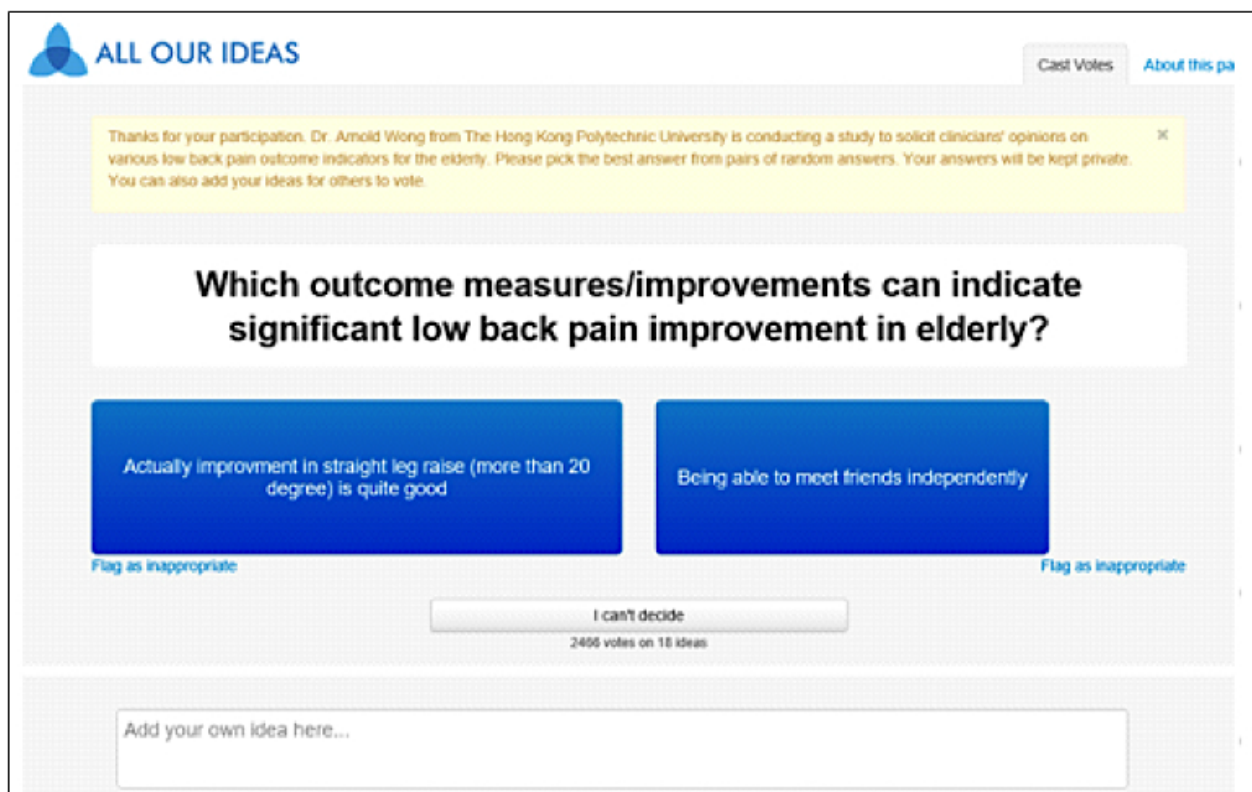 ALL OUR IDEAS
Cast Votes
About this pa
Thanks for your participation. Dr. Arnold Wong from The Hong Kong Polytechnic University is conducting a study to solicit clinicians' opinions on
various low back pain outcome indicators for the elderly. Please pick the best answer from pairs of random answers. Your answers will be kept private.
You can also add your ideas for others to vote.
×
Which outcome measures/improvements can indicate
significant low back pain improvement in elderly?
Actually improvment in straight leg raise (more than 20
degree) is quite good
Being able to meet friends independently
Flag as inappropriate
Flag as inappropriate
I can't decide
2466 votes on 18 ideas
Add your own idea here...